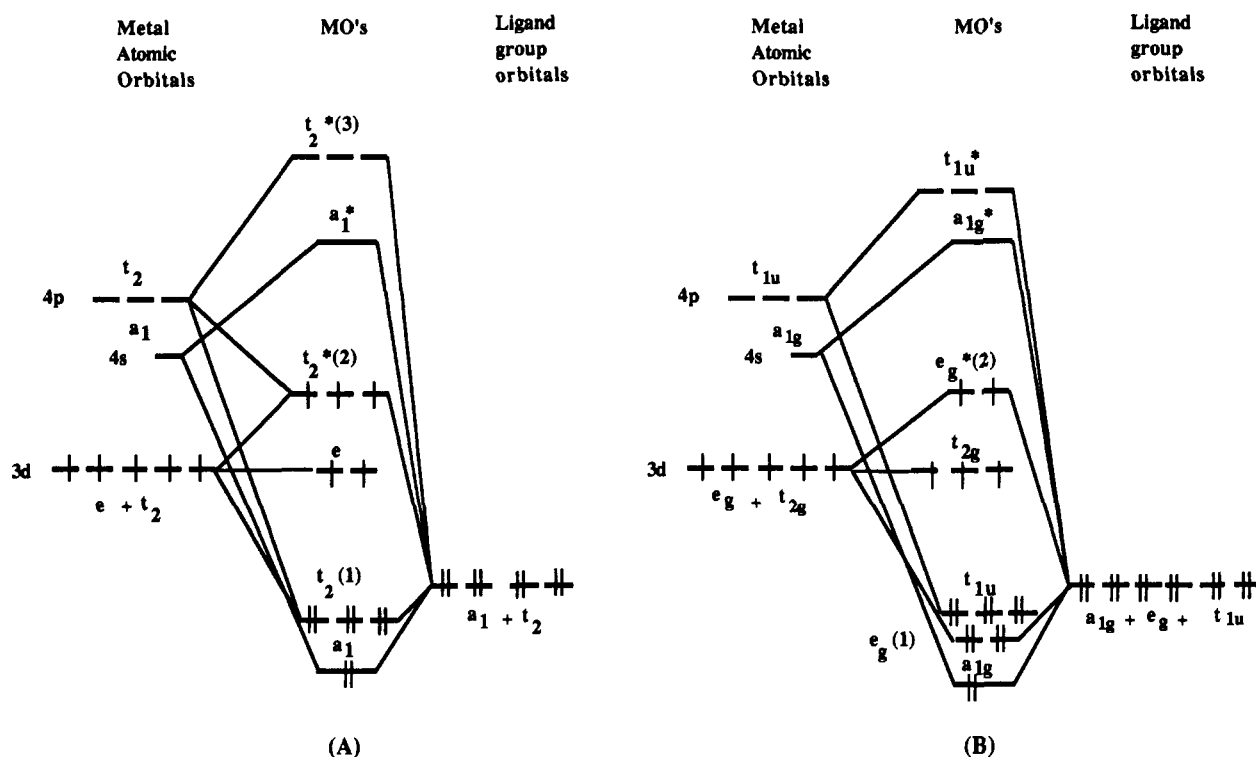 Metal
Atomic
Orbitals
MO's
Ligand
group
orbitals
t2*(3)
a1*
t2
4p
a1
4s
t2*(2)
3d
e
e + t2
t2(1)
a1 + t2
a1
(A)
Metal
Atomic
Orbitals
MO's
Ligand
group
orbitals
t1u*
a1g*
t1u
4p
a1g
4s
eg*(2)
t2g
3d
eg + t2g
t1u
a1g + eg + t1u
eg(1)
a1g
(B)